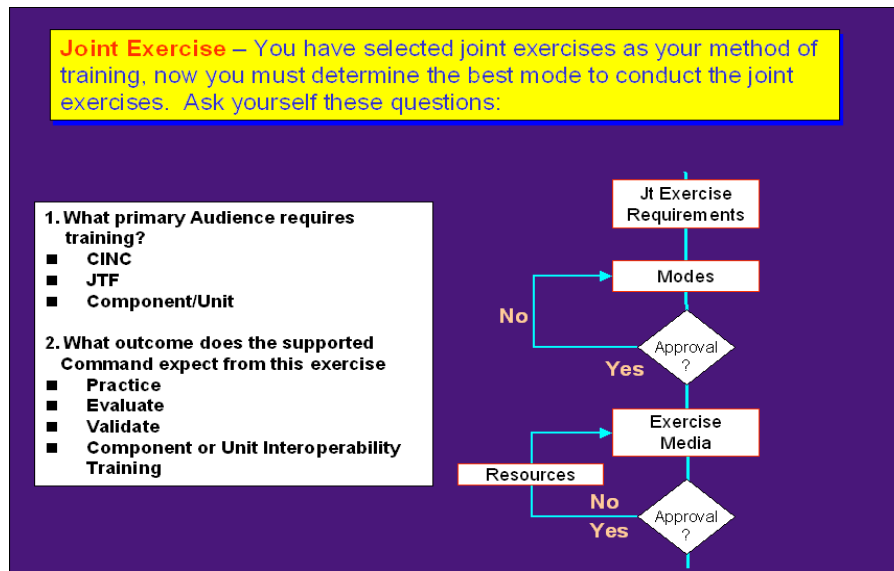 Joint Exercise – You have selected joint exercises as your method of
training, now you must determine the best mode to conduct the joint
exercises.  Ask yourself these questions:
1. What primary Audience requires
training?
■ CINC
■ JTF
■ Component/Unit
2. What outcome does the supported
Command expect from this exercise
■ Practice
■ Evaluate
■ Validate
■ Component or Unit Interoperability
Training
Jt Exercise
Requirements
Modes
No
Approval
?
Yes
Exercise
Media
Resources
No
Yes
Approval
?